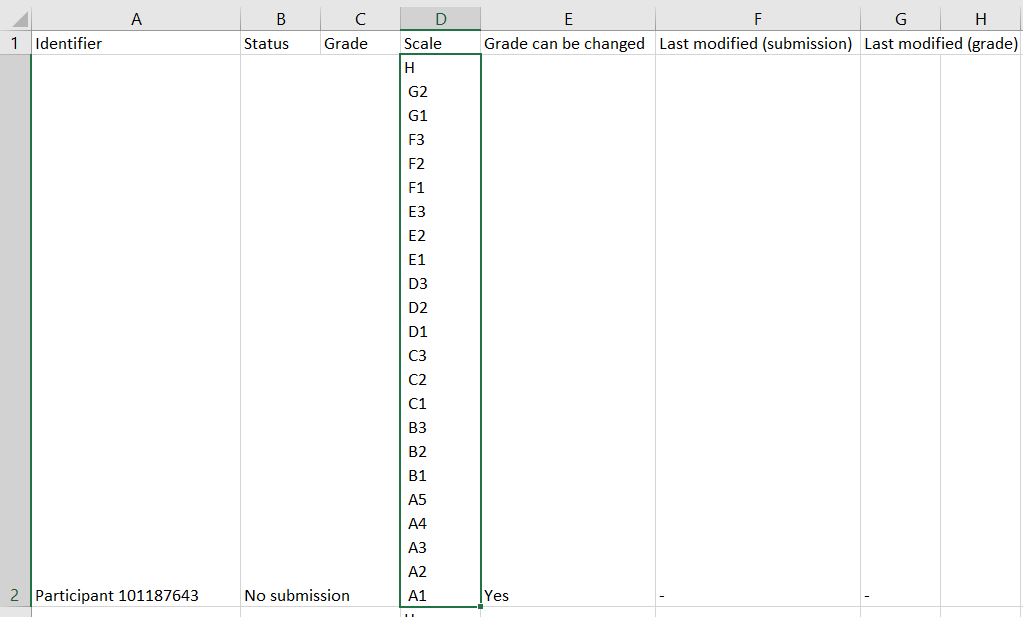 A B C D E F G H
1 Identifier Status Grade Scale Grade can be changed Last modified (submission) Last modified (grade)
H
G2
G1
F3
F2
F1
E3
E2
E1
D3
D2
D1
C3
C2
C1
B3
B2
B1
A5
A4
A3
A2
2 Participant 101187643 No submission A1 Yes - -